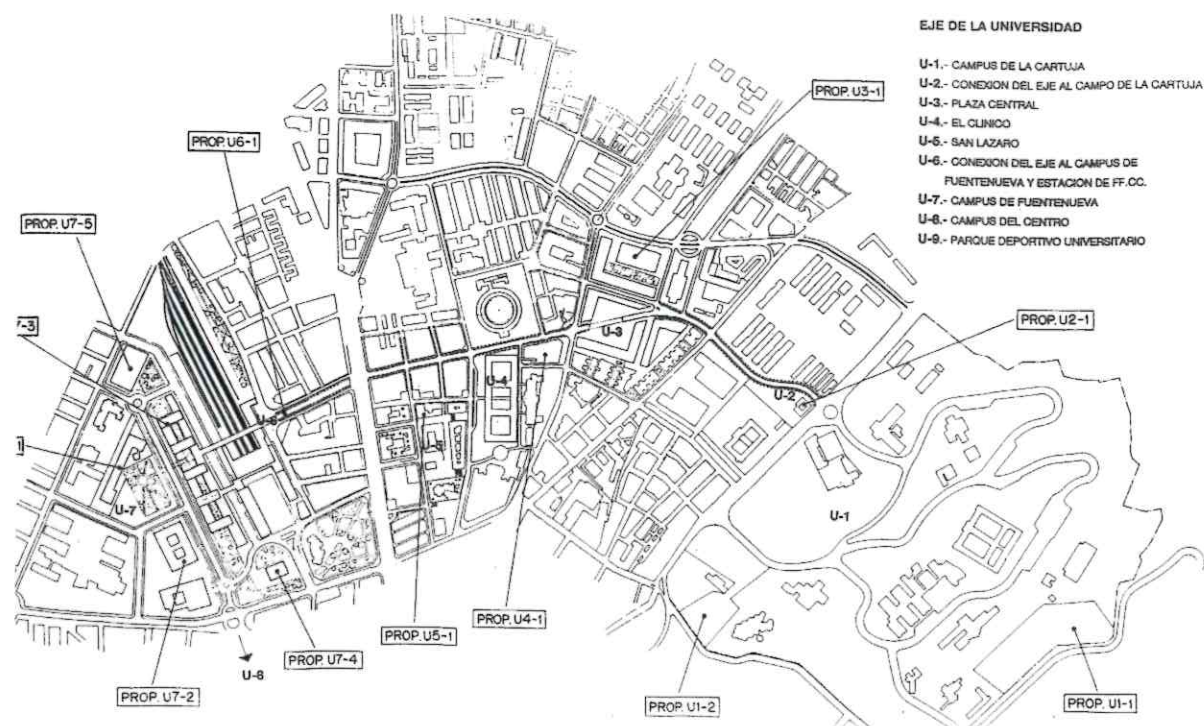 EJE DE LA UNIVERSIDAD
U-1.- CAMPUS DE LA CARTUJA
U-2.- CONEXION DEL EJE AL CAMPO DE LA CARTUJA
U-3.- PLAZA CENTRAL
U-4.- EL CLINICO
U-5.- SAN LAZARO
U-6.- CONEXION DEL EJE AL CAMPUS DE
FUENTENUEVA Y ESTACION DE FF.CC.
U-7.- CAMPUS DE FUENTENUEVA
U-8.- CAMPUS DEL CENTRO
U-9.- PARQUE DEPORTIVO UNIVERSITARIO
PROP. U3-1
PROP. U6-1
PROP. U7-5
7-3
PROP. U2-1
U-3
U-4
U-2
U-6
1
U-7
U-1
PROP. U4-1
PROP. U5-1
PROP. U7-4
U-8
PROP. U7-2
PROP. U1-2
PROP. U1-1